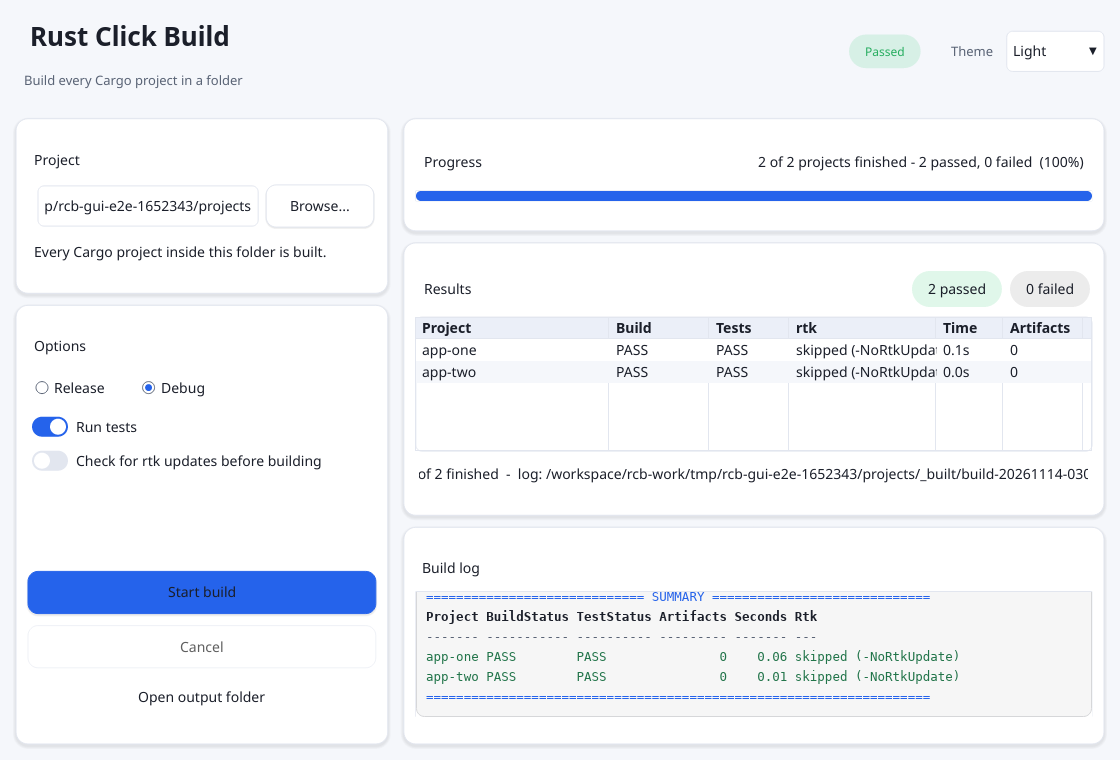 Rust Click Build
Build every Cargo project in a folder
Passed
Theme
Light
Project
p/rcb-gui-e2e-1652343/projects
Browse...
Every Cargo project inside this folder is built.
Options
Release
Debug
Run tests
Check for rtk updates before building
Start build
Cancel
Open output folder
Progress
2 of 2 projects finished - 2 passed, 0 failed (100%)
Results
2 passed
0 failed
Project Build Tests rtk Time Artifacts
app-one PASS PASS skipped (-NoRtkUpdat 0.1s 0
app-two PASS PASS skipped (-NoRtkUpdat 0.0s 0
of 2 finished - log: /workspace/rcb-work/tmp/rcb-gui-e2e-1652343/projects/_built/build-20261114-030
Build log
============================= SUMMARY =============================
Project BuildStatus TestStatus Artifacts Seconds Rtk
------- ----------- ---------- --------- ------- ---
app-one PASS        PASS               0    0.06 skipped (-NoRtkUpdate)
app-two PASS        PASS               0    0.01 skipped (-NoRtkUpdate)
===================================================================